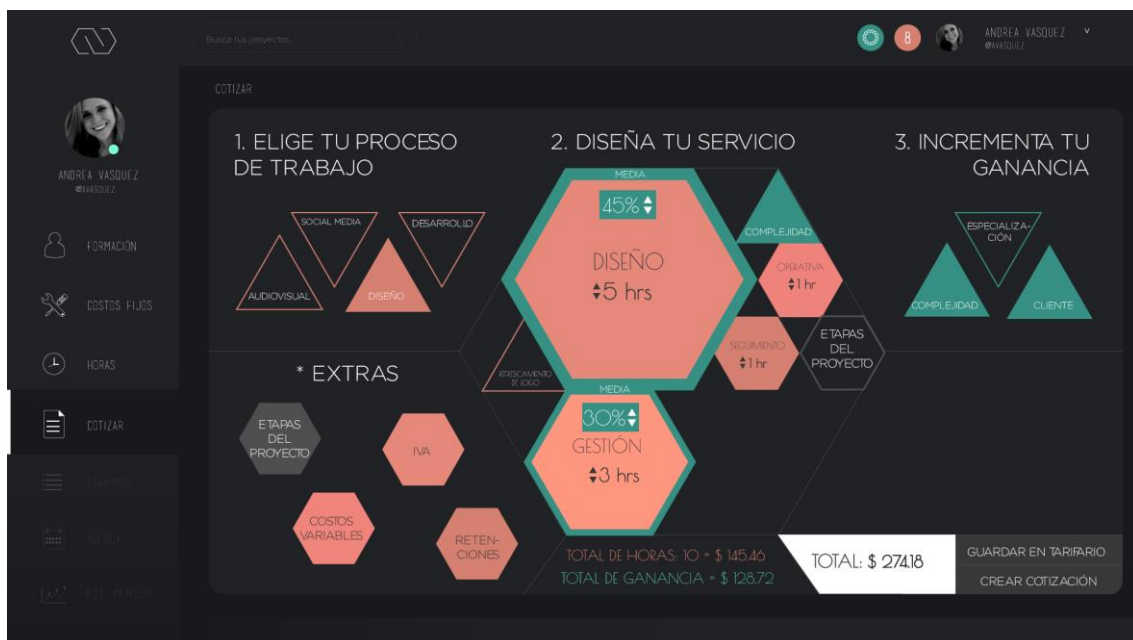 Busca tus proyectos...
8
ANDREA VASQUEZ
@AVASQUEZ
COTIZAR
ANDREA VASQUEZ
@AVASQUEZ
FORMACIÓN
COSTOS FIJOS
HORAS
COTIZAR
AGENDA
1. ELIGE TU PROCESO
DE TRABAJO
SOCIAL MEDIA
DESARROLLO
AUDIOVISUAL
DISEÑO
* EXTRAS
ETAPAS
DEL
PROYECTO
IVA
COSTOS
VARIABLES
RETEN-
CIONES
2. DISEÑA TU SERVICIO
MEDIA
45%
DISEÑO
5 hrs
COMPLEJIDAD
OPERATIVA
1 hr
SEGUIMIENTO
1 hr
ETAPAS
DEL
PROYECTO
REFRESCAMIENTO
DE LOGO
MEDIA
30%
GESTIÓN
3 hrs
3. INCREMENTA TU
GANANCIA
ESPECIALIZA-
CIÓN
COMPLEJIDAD
CLIENTE
TOTAL DE HORAS: 10 = $ 145.46
TOTAL DE GANANCIA = $ 128.72
TOTAL: $ 274.18
GUARDAR EN TARIFARIO
CREAR COTIZACIÓN